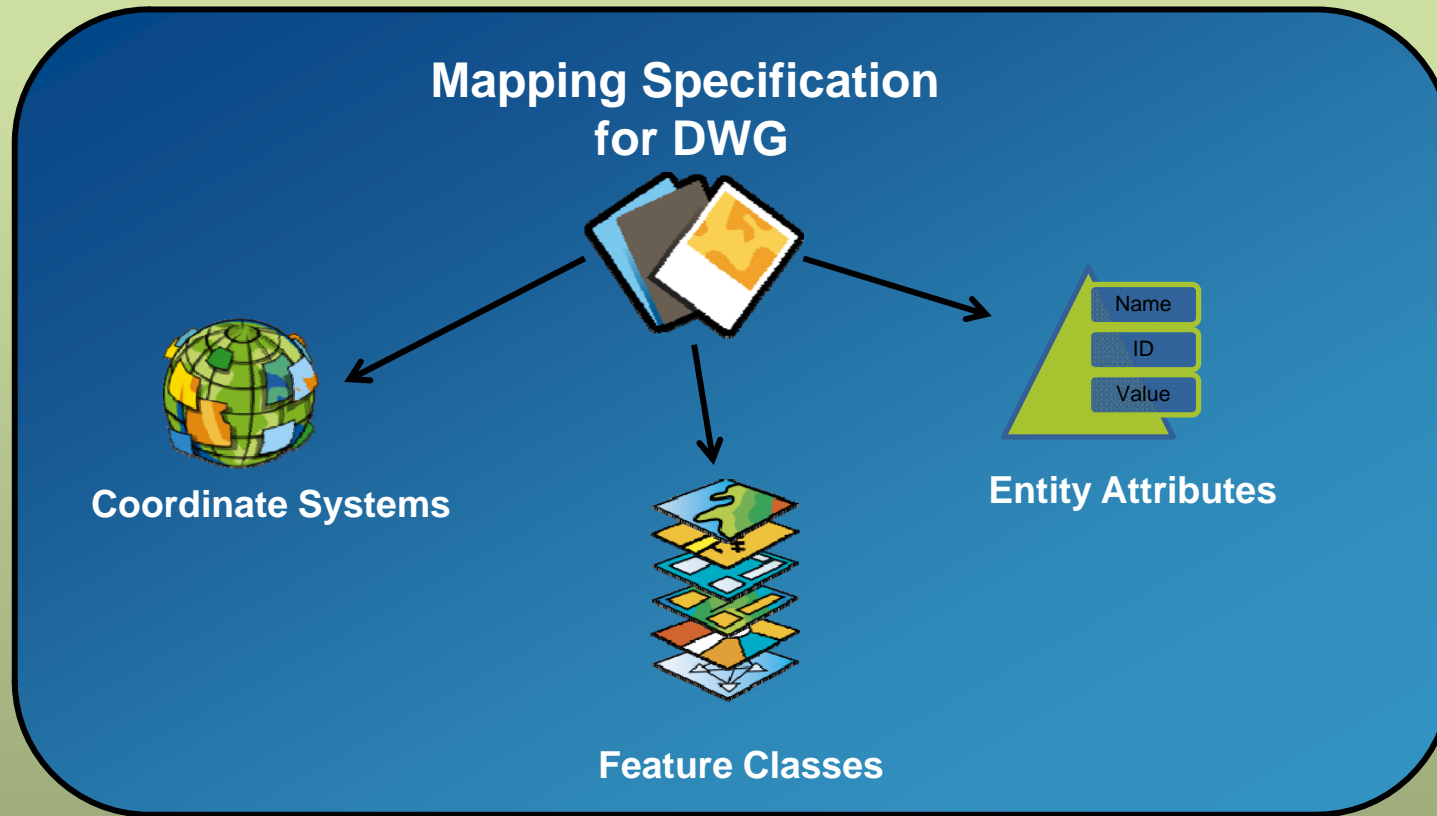 Mapping Specification
for DWG
Name
ID
Value
Coordinate Systems
Entity Attributes
Feature Classes